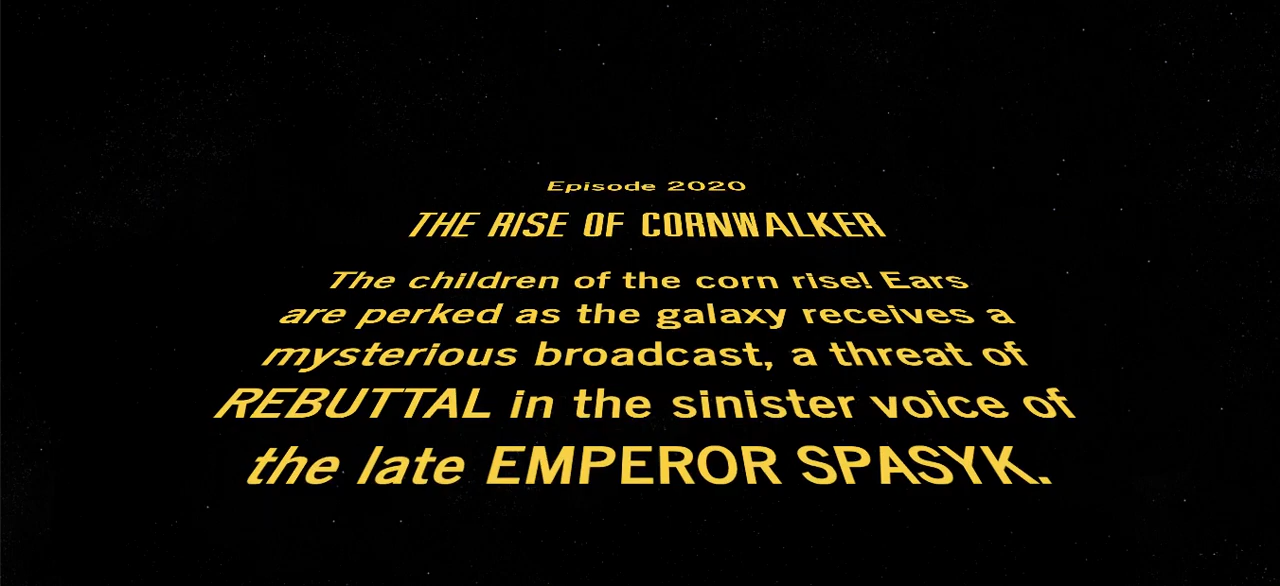 Episode 2020
THE RISE OF CORNWALKER
The children of the corn rise! Ears
are perked as the galaxy receives a
mysterious broadcast, a threat of
REBUTTAL in the sinister voice of
the late EMPEROR SPASYK.